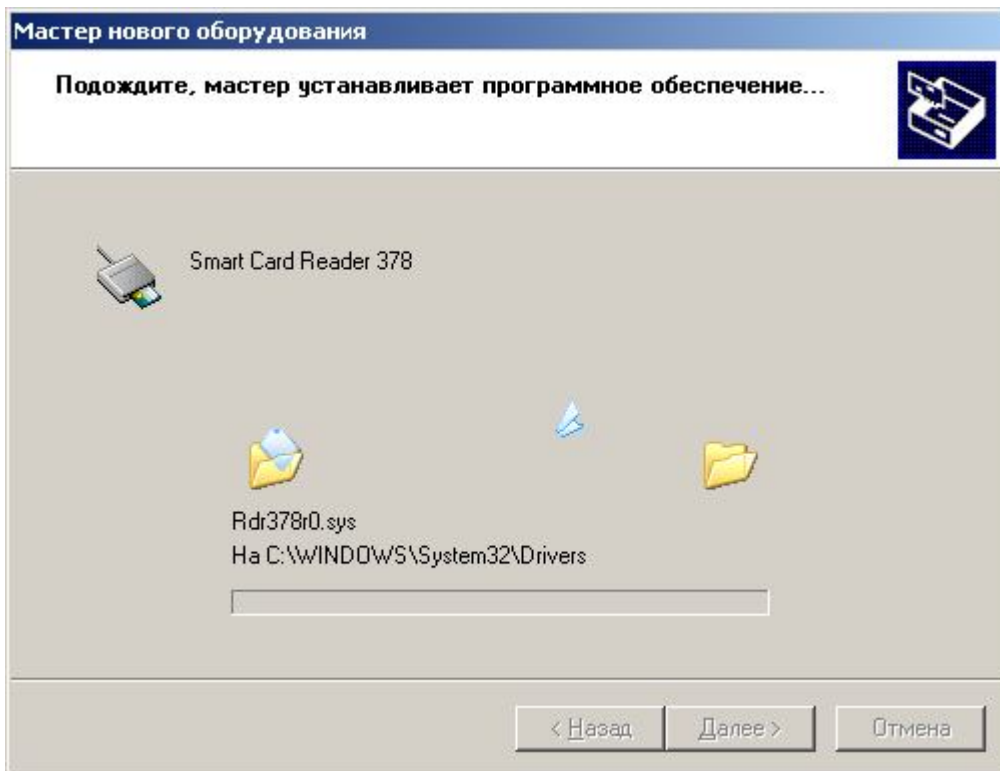 Мастер нового оборудования
Подождите, мастер устанавливает программное обеспечение...
Smart Card Reader 378
Rdr378r0.sys
На C:\WINDOWS\System32\Drivers
< Назад
Далее >
Отмена